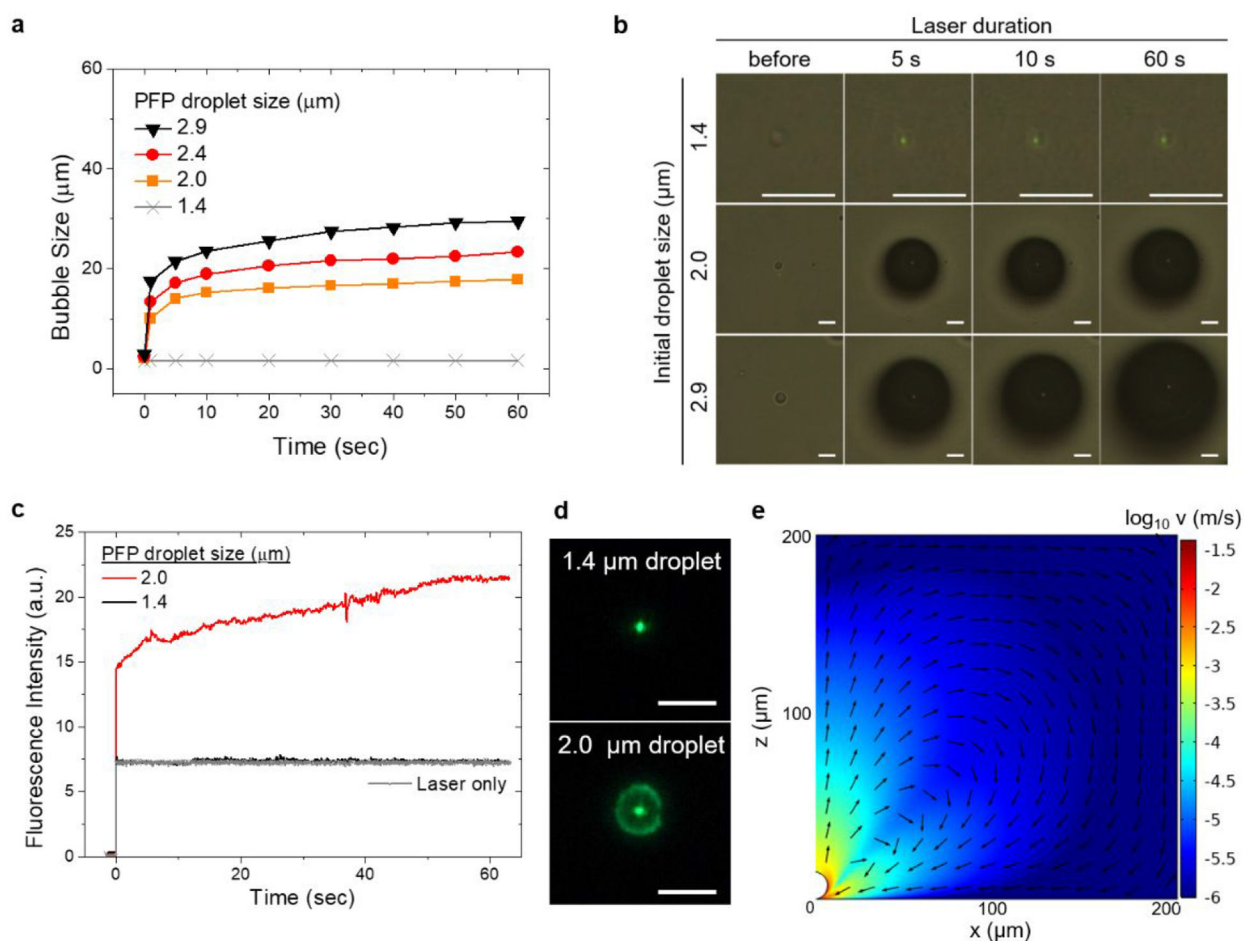 a
60
40
20
0
Bubble Size (μm)
PFP droplet size (μm)
2.9
2.4
2.0
1.4
0 10 20 30 40 50 60
Time (sec)
b
Laser duration
before 5 s 10 s 60 s
Initial droplet size (μm)
1.4
2.0
2.9
c
25
20
15
10
5
0
Fluorescence Intensity (a.u.)
PFP droplet size (μm)
2.0
1.4
Laser only
0 20 40 60
Time (sec)
d
1.4 μm droplet
2.0 μm droplet
e
log10 v (m/s)
200
100
0
z (μm)
0 100 200
x (μm)
-1.5
-2
-2.5
-3
-3.5
-4
-4.5
-5
-5.5
-6